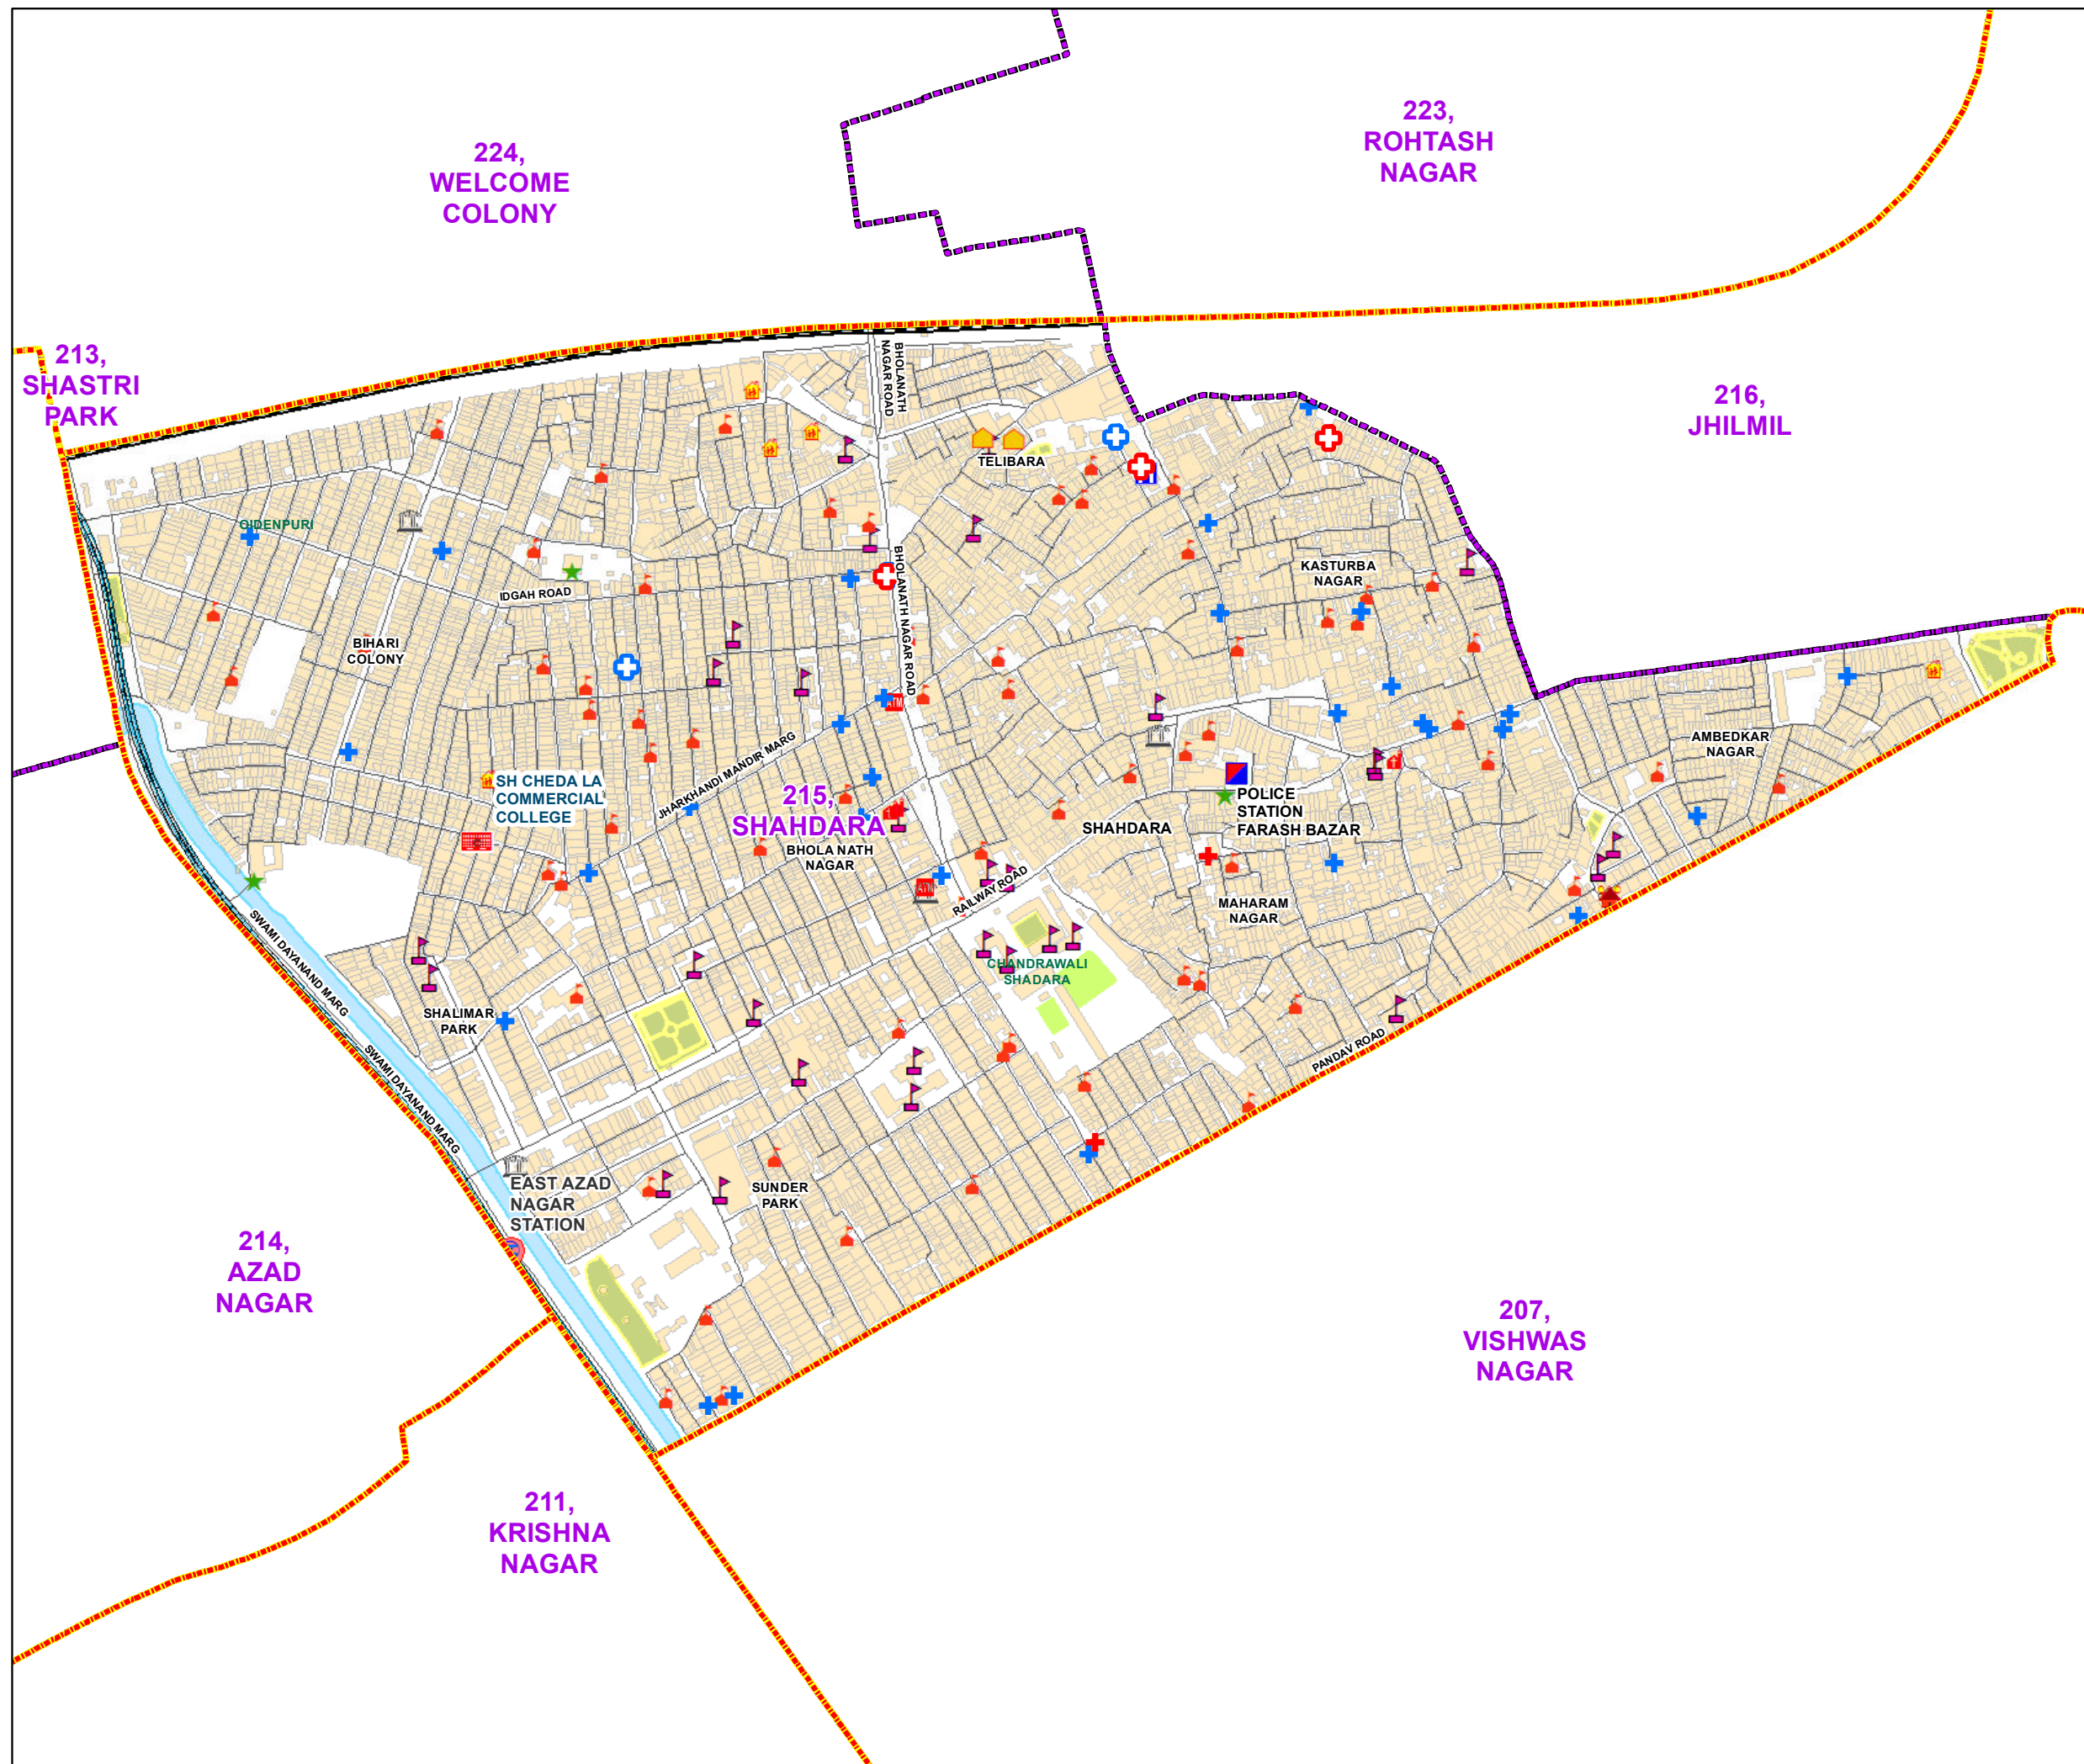 223,
ROHTASH
NAGAR
224,
WELCOME
COLONY
213,
SHASTRI
PARK
BHOLANATH
NAGAR ROAD
216,
JHILMIL
TELIBARA
OIDENPURI
BHOLANATH NAGAR ROAD
KASTURBA
NAGAR
IDGAH ROAD
BIHARI
COLONY
ATM
JHARKHANDI MANDIR MARG
AMBEDKAR
NAGAR
SH CHEDA LA
COMMERCIAL
COLLEGE
215,
SHAHDARA
BHOLA NATH
NAGAR
SHAHDARA
POLICE
STATION
FARASH BAZAR
ATM
RAILWAY ROAD
MAHARAM
NAGAR
SWAMI DAYANAND MARG
CHANDRAWALI
SHADARA
SHALIMAR
PARK
PANDAV ROAD
SWAMI DAYANAND MARG
EAST AZAD
NAGAR
STATION
SUNDER
PARK
214,
AZAD
NAGAR
207,
VISHWAS
NAGAR
211,
KRISHNA
NAGAR